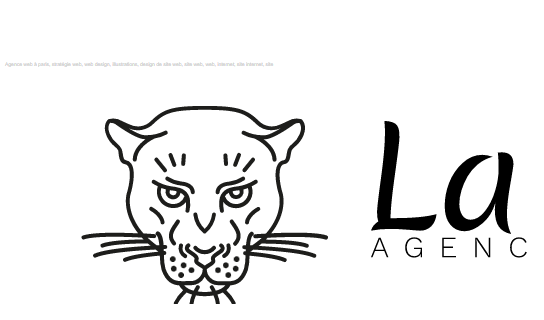 Agence web à paris, stratégie web, web design, illustrations, design de site web, site web, web, internet, site internet, site
La
AGENC